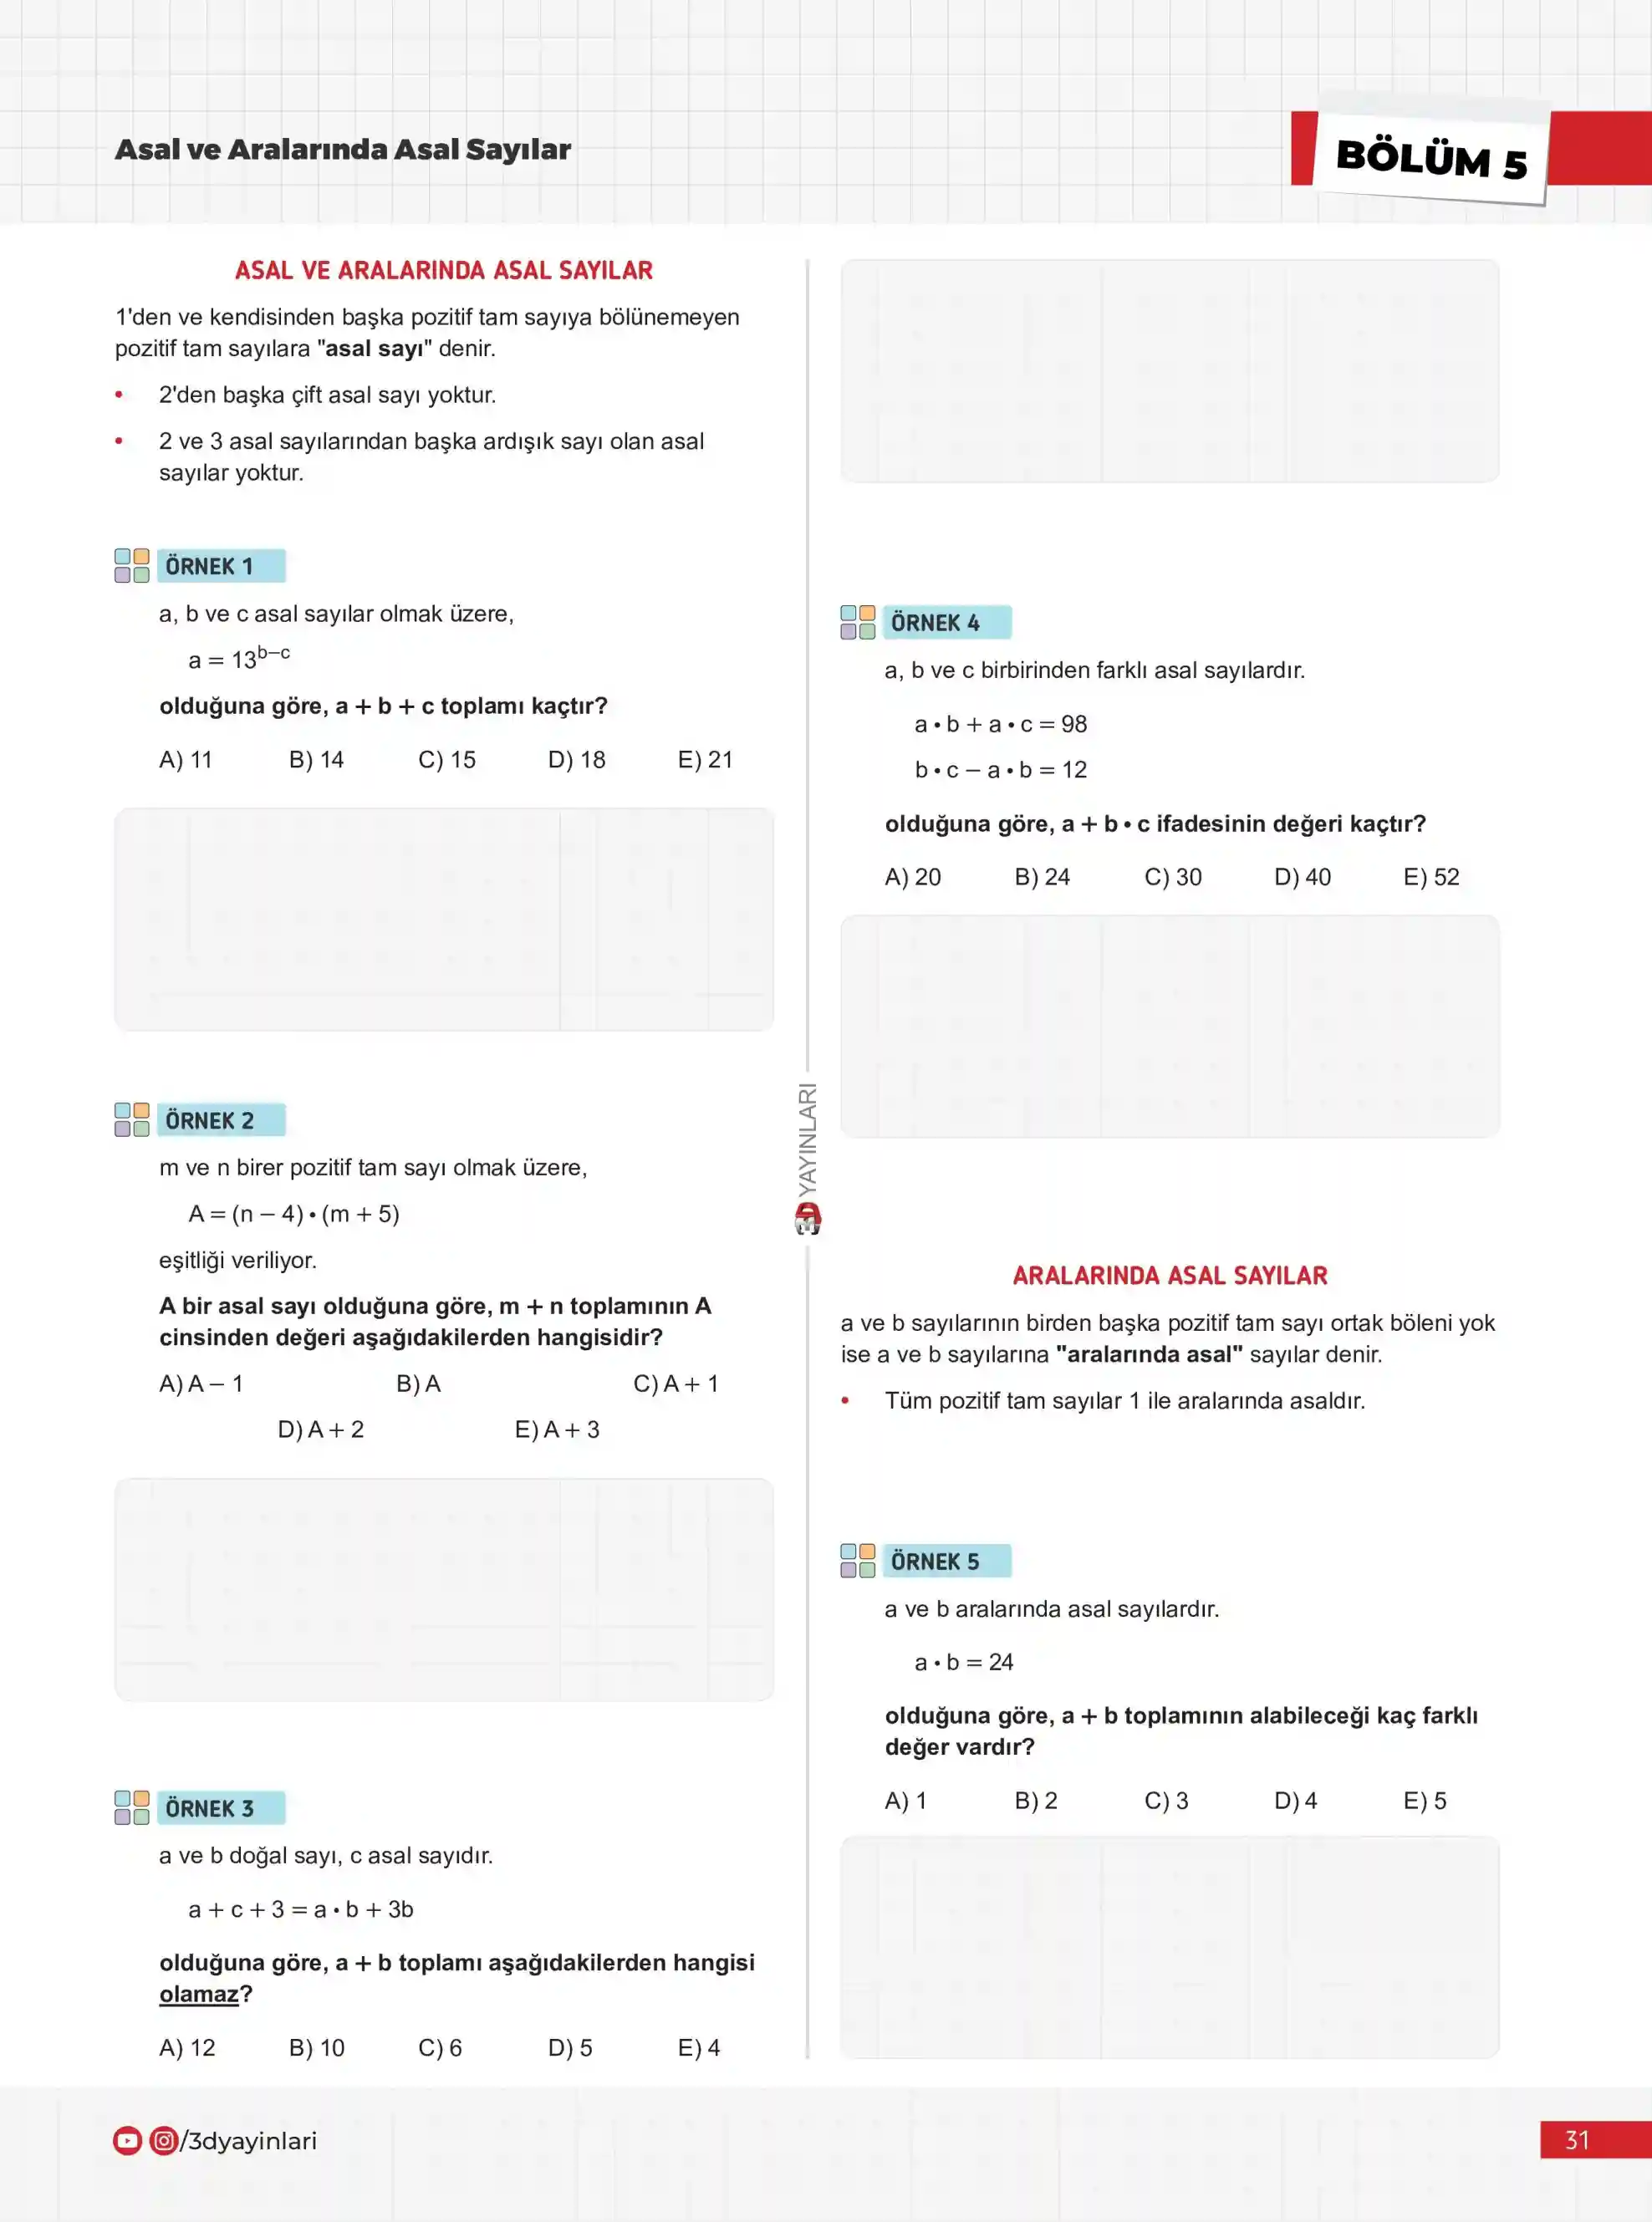 Asal ve Aralarında Asal Sayılar
BÖLÜM 5
ASAL VE ARALARINDA ASAL SAYILAR
1'den ve kendisinden başka pozitif tam sayıya bölünemeyen
pozitif tam sayılara "asal sayı" denir.
• 2'den başka çift asal sayı yoktur.
• 2 ve 3 asal sayılarından başka ardışık sayı olan asal
sayılar yoktur.
ÖRNEK 1
a, b ve c asal sayılar olmak üzere,
a = 13^{b–c}
olduğuna göre, a + b + c toplamı kaçtır?
A) 11 B) 14 C) 15 D) 18 E) 21
ÖRNEK 2
m ve n birer pozitif tam sayı olmak üzere,
A = (n – 4) • (m + 5)
eşitliği veriliyor.
A bir asal sayı olduğuna göre, m + n toplamının A
cinsinden değeri aşağıdakilerden hangisidir?
A) A – 1 B) A C) A + 1
D) A + 2 E) A + 3
ÖRNEK 3
a ve b doğal sayı, c asal sayıdır.
a + c + 3 = a • b + 3b
olduğuna göre, a + b toplamı aşağıdakilerden hangisi
olamaz?
A) 12 B) 10 C) 6 D) 5 E) 4
YAYINLARI
ÖRNEK 4
a, b ve c birbirinden farklı asal sayılardır.
a • b + a • c = 98
b • c – a • b = 12
olduğuna göre, a + b • c ifadesinin değeri kaçtır?
A) 20 B) 24 C) 30 D) 40 E) 52
ARALARINDA ASAL SAYILAR
a ve b sayılarının birden başka pozitif tam sayı ortak böleni yok
ise a ve b sayılarına "aralarında asal" sayılar denir.
• Tüm pozitif tam sayılar 1 ile aralarında asaldır.
ÖRNEK 5
a ve b aralarında asal sayılardır.
a • b = 24
olduğuna göre, a + b toplamının alabileceği kaç farklı
değer vardır?
A) 1 B) 2 C) 3 D) 4 E) 5
/3dyayinlari
31